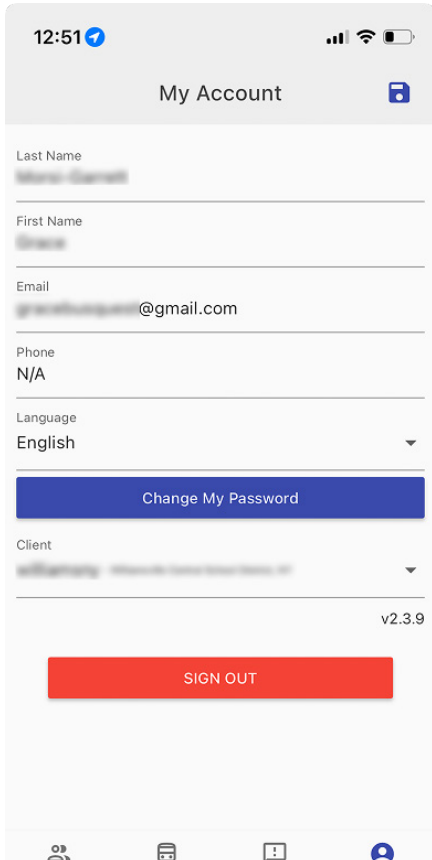 12:51
My Account
Last Name
First Name
Email
@gmail.com
Phone
N/A
Language
English
Change My Password
Client
v2.3.9
SIGN OUT